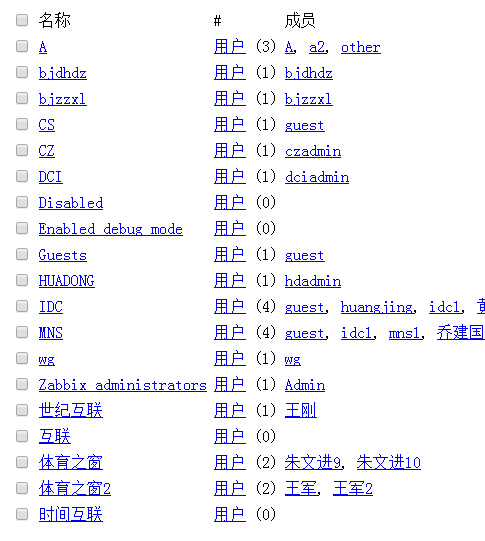 名称 # 成员
A 用户 (3) A, a2, other
bjdhdz 用户 (1) bjdhdz
bjzzxl 用户 (1) bjzzxl
CS 用户 (1) guest
CZ 用户 (1) czadmin
DCI 用户 (1) dciadmin
Disabled 用户 (0)
Enabled debug mode 用户 (0)
Guests 用户 (1) guest
HUADONG 用户 (1) hdadmin
IDC 用户 (4) guest, huangjing, idc1,
MNS 用户 (4) guest, idc1, mns1, 乔建国
wg 用户 (1) wg
Zabbix administrators 用户 (1) Admin
世纪互联 用户 (1) 王刚
互联 用户 (0)
体育之窗 用户 (2) 朱文进9, 朱文进10
体育之窗2 用户 (2) 王军, 王军2
时间互联 用户 (0)